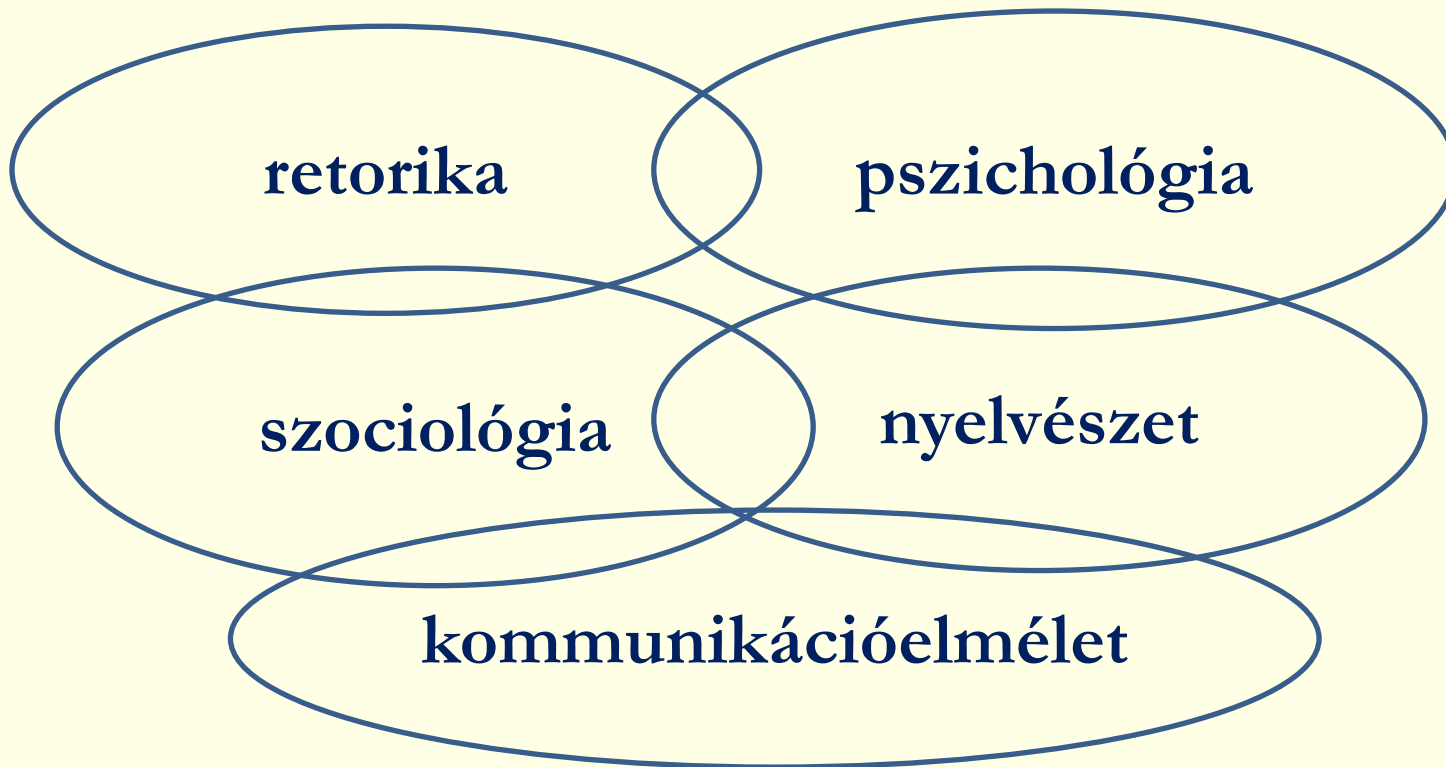 retorika
pszichológia
szociológia
nyelvészet
kommunikációelmélet